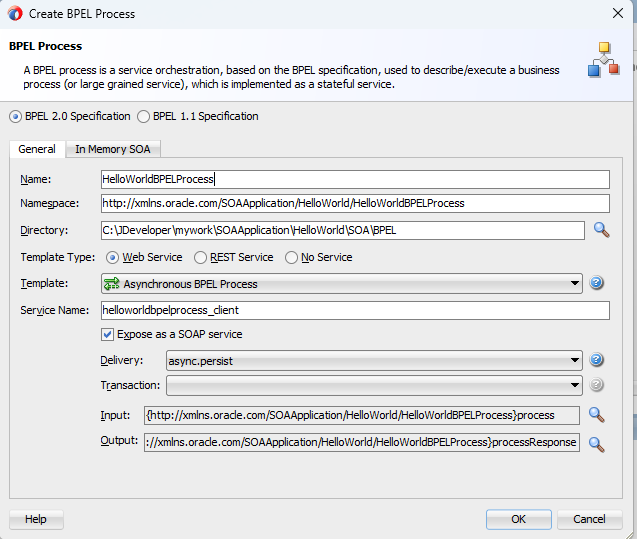 Create BPEL Process
BPEL Process
A BPEL process is a service orchestration, based on the BPEL specification, used to describe/execute a business
process (or large grained service), which is implemented as a stateful service.
BPEL 2.0 Specification BPEL 1.1 Specification
General In Memory SOA
Name: HelloWorldBPELProcess
Namespace: http://xmlns.oracle.com/SOAApplication/HelloWorld/HelloWorldBPELProcess
Directory: C:\JDeveloper\mywork\SOAApplication\HelloWorld\SOA\BPEL
Template Type: Web Service REST Service No Service
Template: Asynchronous BPEL Process
Service Name: helloworldbpelprocess_client
Expose as a SOAP service
Delivery: async.persist
Transaction:
Input: {http://xmlns.oracle.com/SOAApplication/HelloWorld/HelloWorldBPELProcess}process
Output: ://xmlns.oracle.com/SOAApplication/HelloWorld/HelloWorldBPELProcess}processResponse
Help OK Cancel